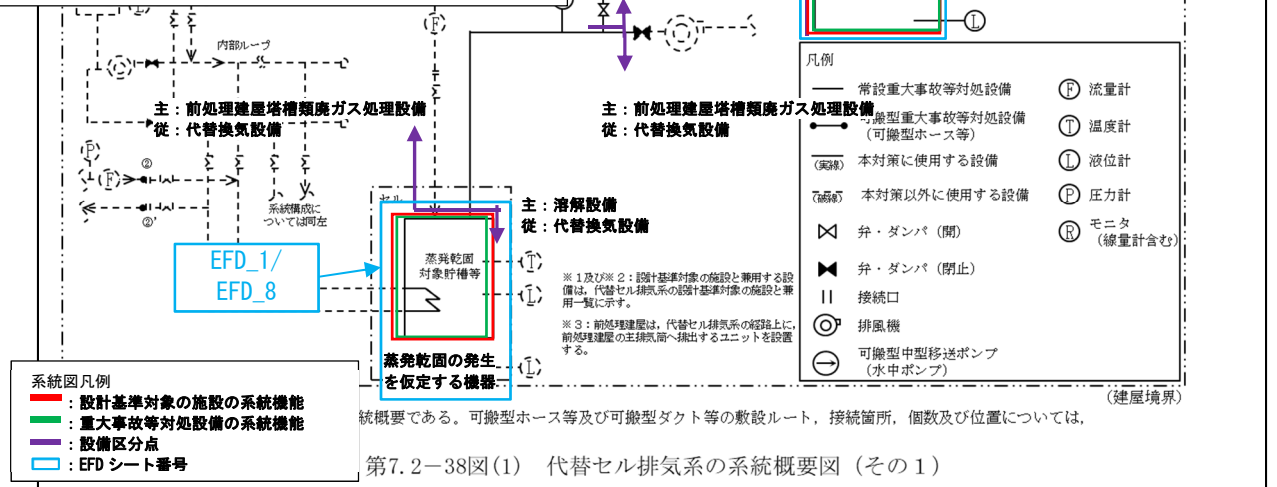 内部ループ
F
L
主：前処理建屋塔槽類廃ガス処理設備
従：代替換気設備
主：前処理建屋塔槽類廃ガス処理設備
従：代替換気設備
P
F
②
②'
系統構成に
ついては同左
EFD_1/
EFD_8
セル
主：溶解設備
従：代替換気設備
蒸発乾固
対象貯槽等
T
L
L
蒸発乾固の発生
を仮定する機器
※１及び※２：設計基準対象の施設と兼用する設
備は，代替セル排気系の設計基準対象の施設と兼
用一覧に示す。
※３：前処理建屋は，代替セル排気系の経路上に，
前処理建屋の主排気筒へ排出するユニットを設置
する。
凡例
常設重大事故等対処設備
可搬型重大事故等対処設備
（可搬型ホース等）
(実線) 本対策に使用する設備
(破線) 本対策以外に使用する設備
弁・ダンパ（開）
弁・ダンパ（閉止）
接続口
排風機
可搬型中型移送ポンプ
（水中ポンプ）
F 流量計
T 温度計
L 液位計
P 圧力計
R モニタ
（線量計含む）
（建屋境界）
系統図凡例
：設計基準対象の施設の系統機能
：重大事故等対処設備の系統機能
：設備区分点
：EFD シート番号
統概要である。可搬型ホース等及び可搬型ダクト等の敷設ルート，接続箇所，個数及び位置については，
第7.2－38図(1)　代替セル排気系の系統概要図（その１）